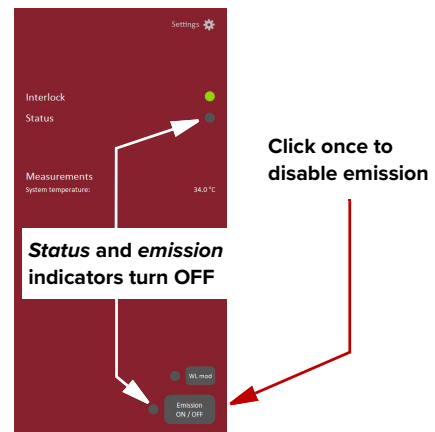 Settings
Interlock
Status
Click once to
disable emission
Measurements
System temperature: 34.0 °C
Status and emission
indicators turn OFF
WL mod
Emission
ON / OFF